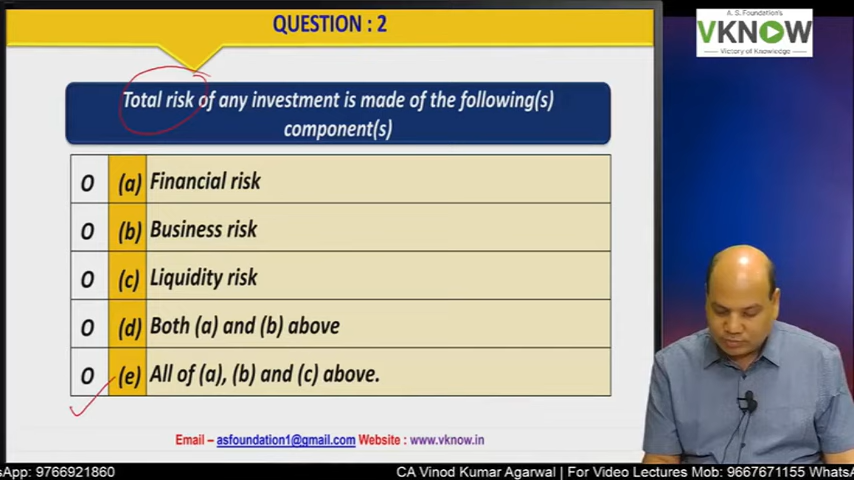 QUESTION : 2
A. S. Foundation's
VKNOW
Victory of Knowledge
Total risk of any investment is made of the following(s)
component(s)
O (a) Financial risk
O (b) Business risk
O (c) Liquidity risk
O (d) Both (a) and (b) above
O (e) All of (a), (b) and (c) above.
Email – asfoundation1@gmail.com Website : www.vknow.in
sApp: 9766921860 CA Vinod Kumar Agarwal | For Video Lectures Mob: 9667671155 WhatsA